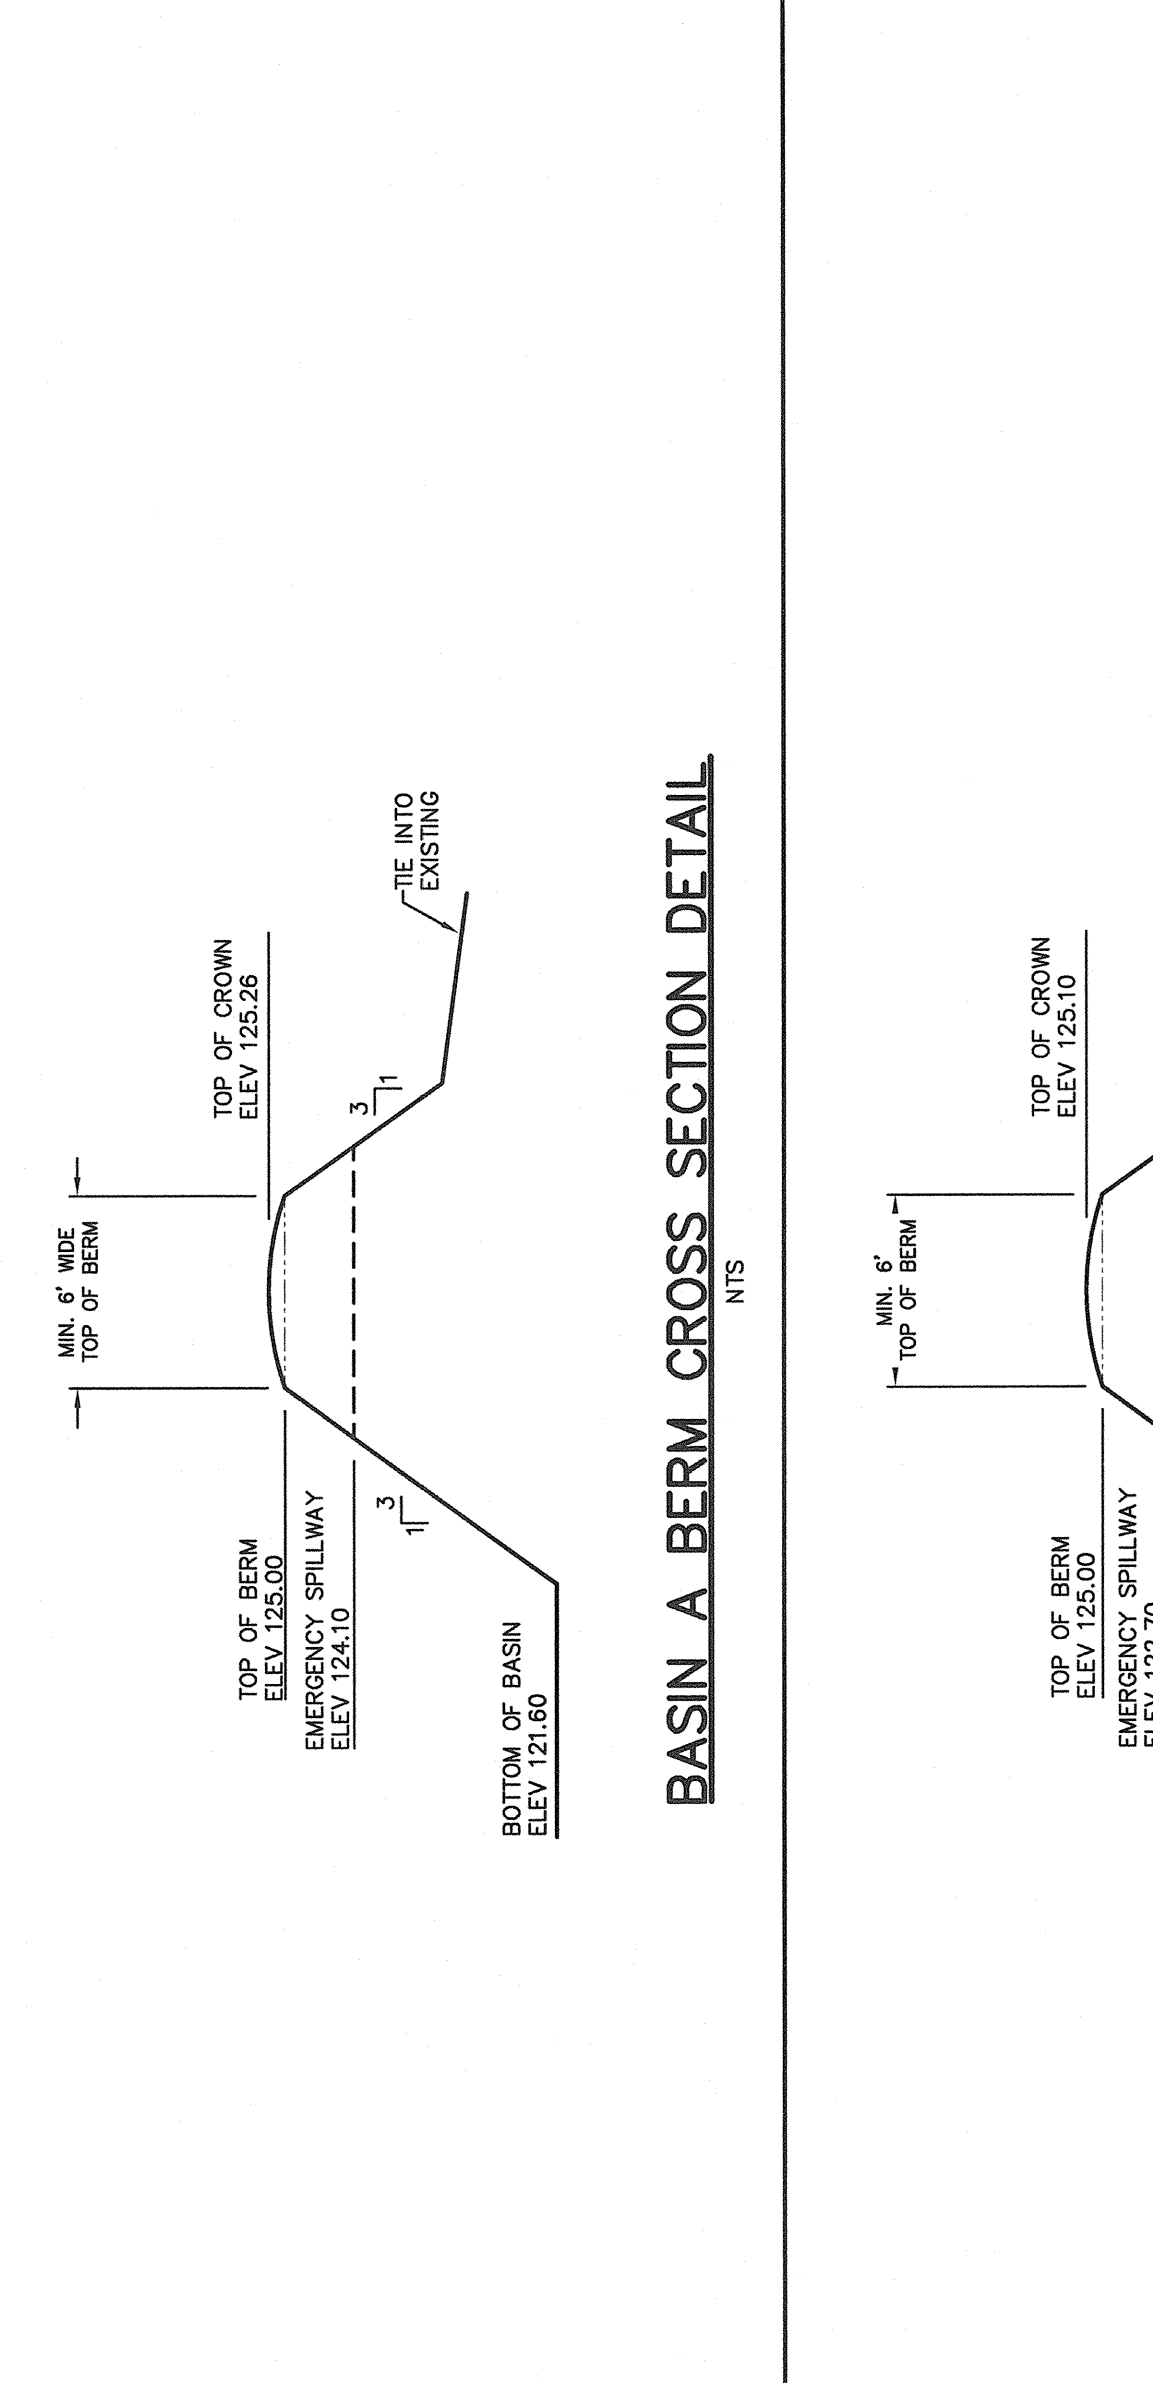 MIN. 6' WIDE
TOP OF BERM
TOP OF CROWN
ELEV 125.26
TOP OF BERM
ELEV 125.00
EMERGENCY SPILLWAY
ELEV 124.10
3
1
3
1
TIE INTO
EXISTING
BOTTOM OF BASIN
ELEV 121.60
BASIN A BERM CROSS SECTION DETAIL
NTS
MIN. 6'
TOP OF BERM
TOP OF CROWN
ELEV 125.10
TOP OF BERM
ELEV 125.00
EMERGENCY SPILLWAY
ELEV